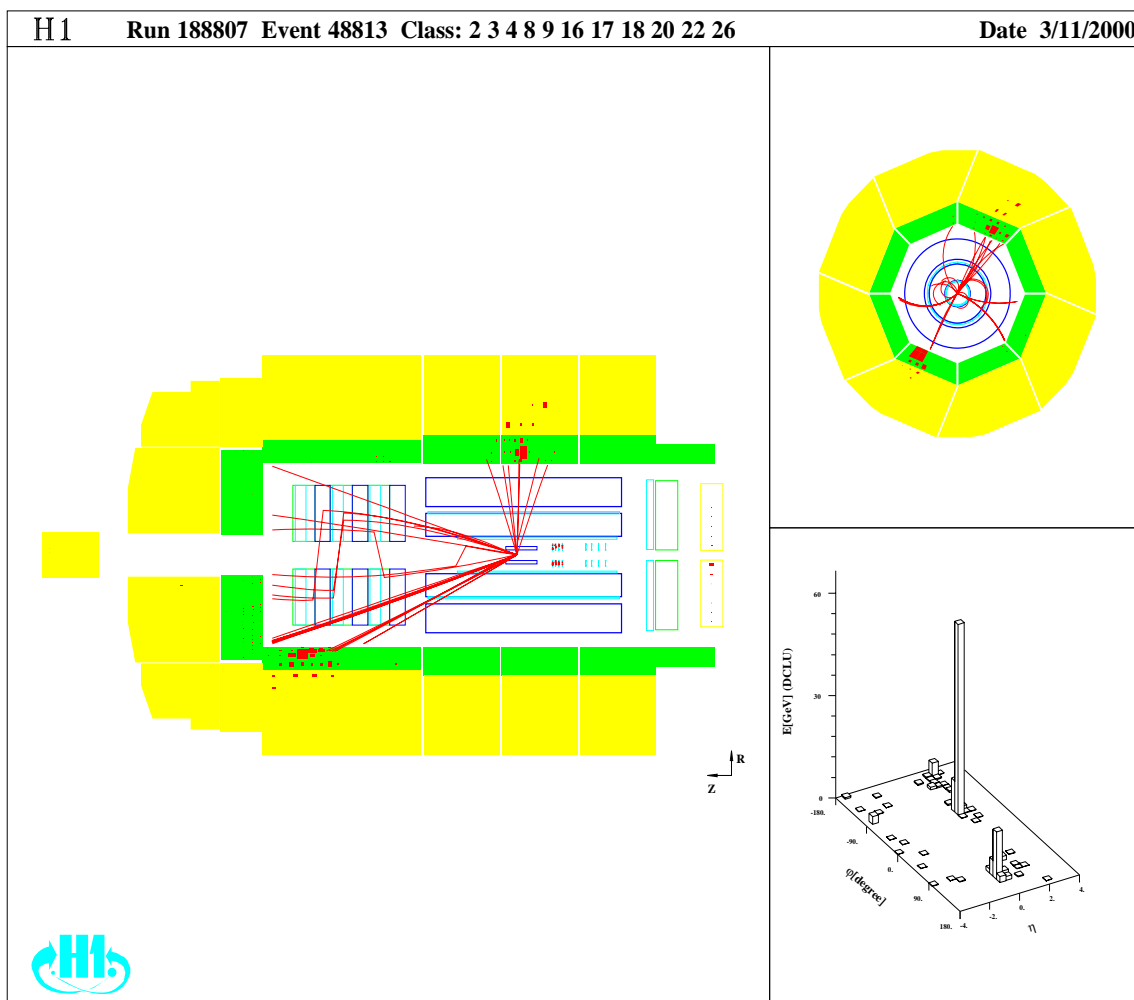 H1 Run 188807 Event 48813 Class: 2 3 4 8 9 16 17 18 20 22 26 Date 3/11/2000
R
Z
E[GeV] (DCLU)
60
30
0
-180.
-90.
0.
90.
180.
φ[degree]
-4.
-2.
0.
2.
4.
η
H1